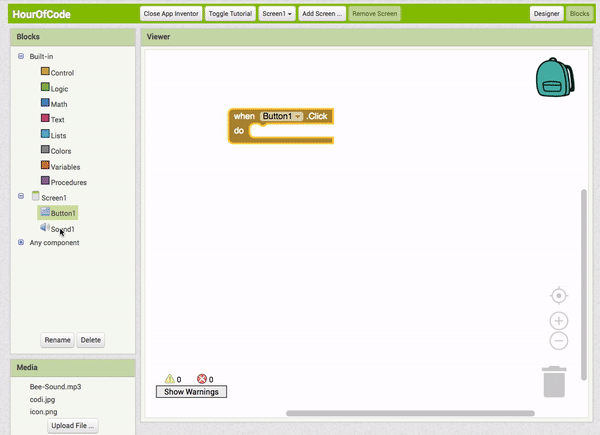 HourOfCode
Close App Inventor
Toggle Tutorial
Screen1
Add Screen ...
Remove Screen
Designer
Blocks
Blocks
Viewer
Built-in
Control
Logic
Math
Text
Lists
Colors
Variables
Procedures
Screen1
Button1
Sound1
Any component
Rename
Delete
when Button1 .Click
do
Media
Bee-Sound.mp3
codi.jpg
icon.png
Upload File ...
0
0
Show Warnings